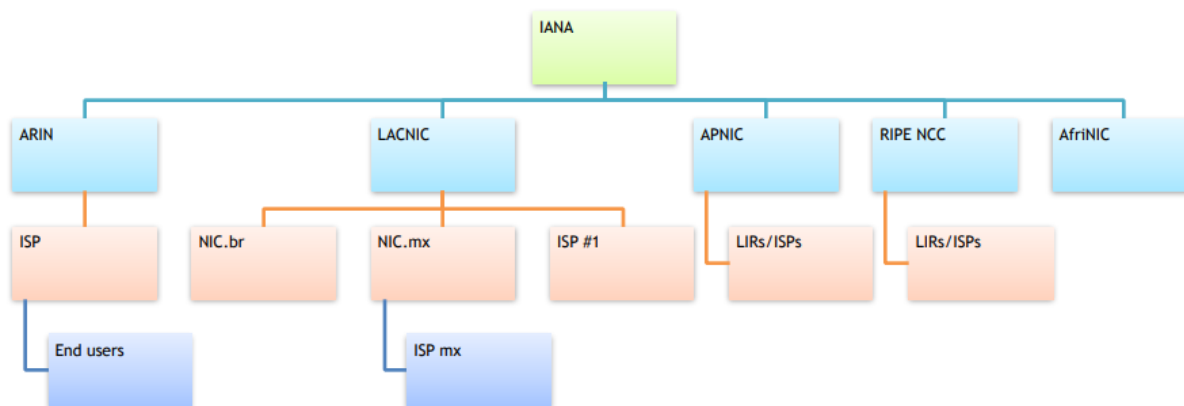 IANA
ARIN
LACNIC
APNIC
RIPE NCC
AfriNIC
ISP
NIC.br
NIC.mx
ISP #1
LIRs/ISPs
LIRs/ISPs
End users
ISP mx